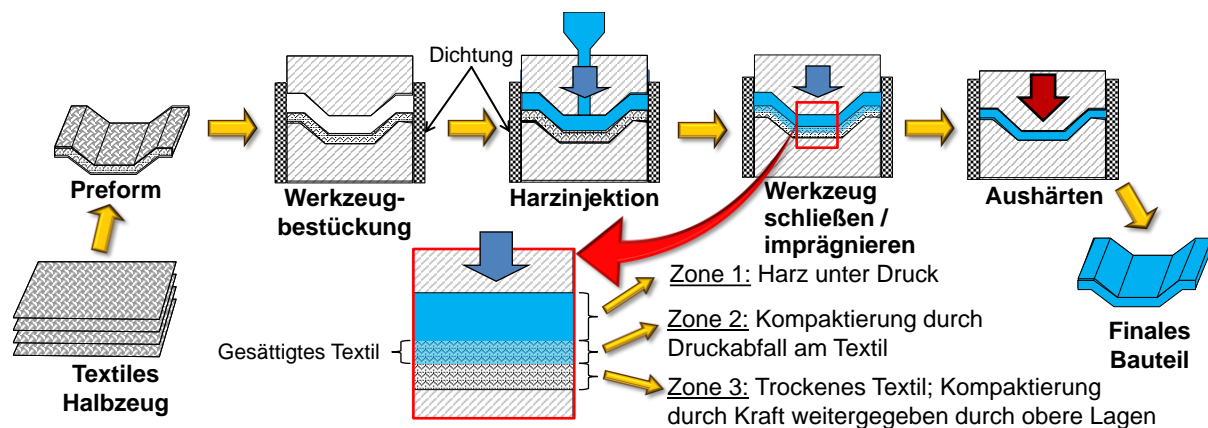 Dichtung
Preform
Werkzeug-
bestückung
Harzinjektion
Werkzeug
schließen /
imprägnieren
Aushärten
Textiles
Halbzeug
Gesättigtes Textil
Zone 1: Harz unter Druck
Zone 2: Kompaktierung durch
Druckabfall am Textil
Zone 3: Trockenes Textil; Kompaktierung
durch Kraft weitergegeben durch obere Lagen
Finales
Bauteil